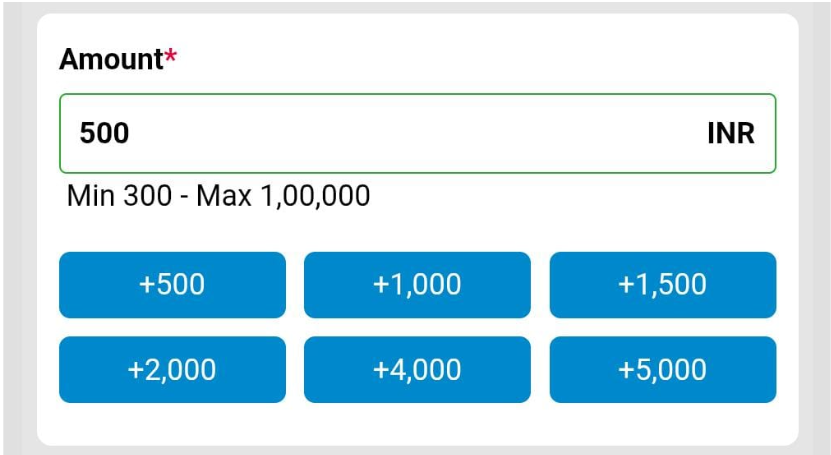 Amount*
500 INR
Min 300 - Max 1,00,000
+500 +1,000 +1,500
+2,000 +4,000 +5,000